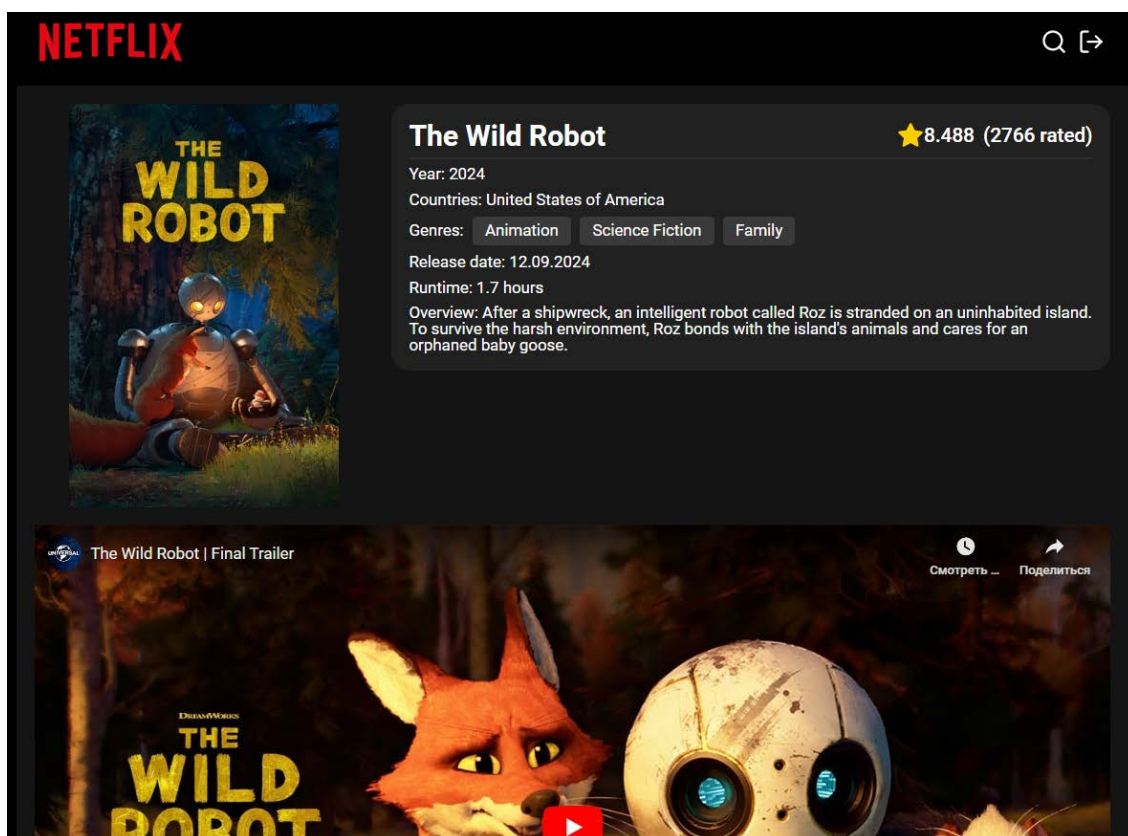 NETFLIX
THE
WILD
ROBOT
The Wild Robot
8.488 (2766 rated)
Year: 2024
Countries: United States of America
Genres: Animation Science Fiction Family
Release date: 12.09.2024
Runtime: 1.7 hours
Overview: After a shipwreck, an intelligent robot called Roz is stranded on an uninhabited island.
To survive the harsh environment, Roz bonds with the island's animals and cares for an
orphaned baby goose.
UNIVERSAL
The Wild Robot | Final Trailer
Смотреть ...
Поделиться
DREAMWORKS
THE
WILD
ROBOT